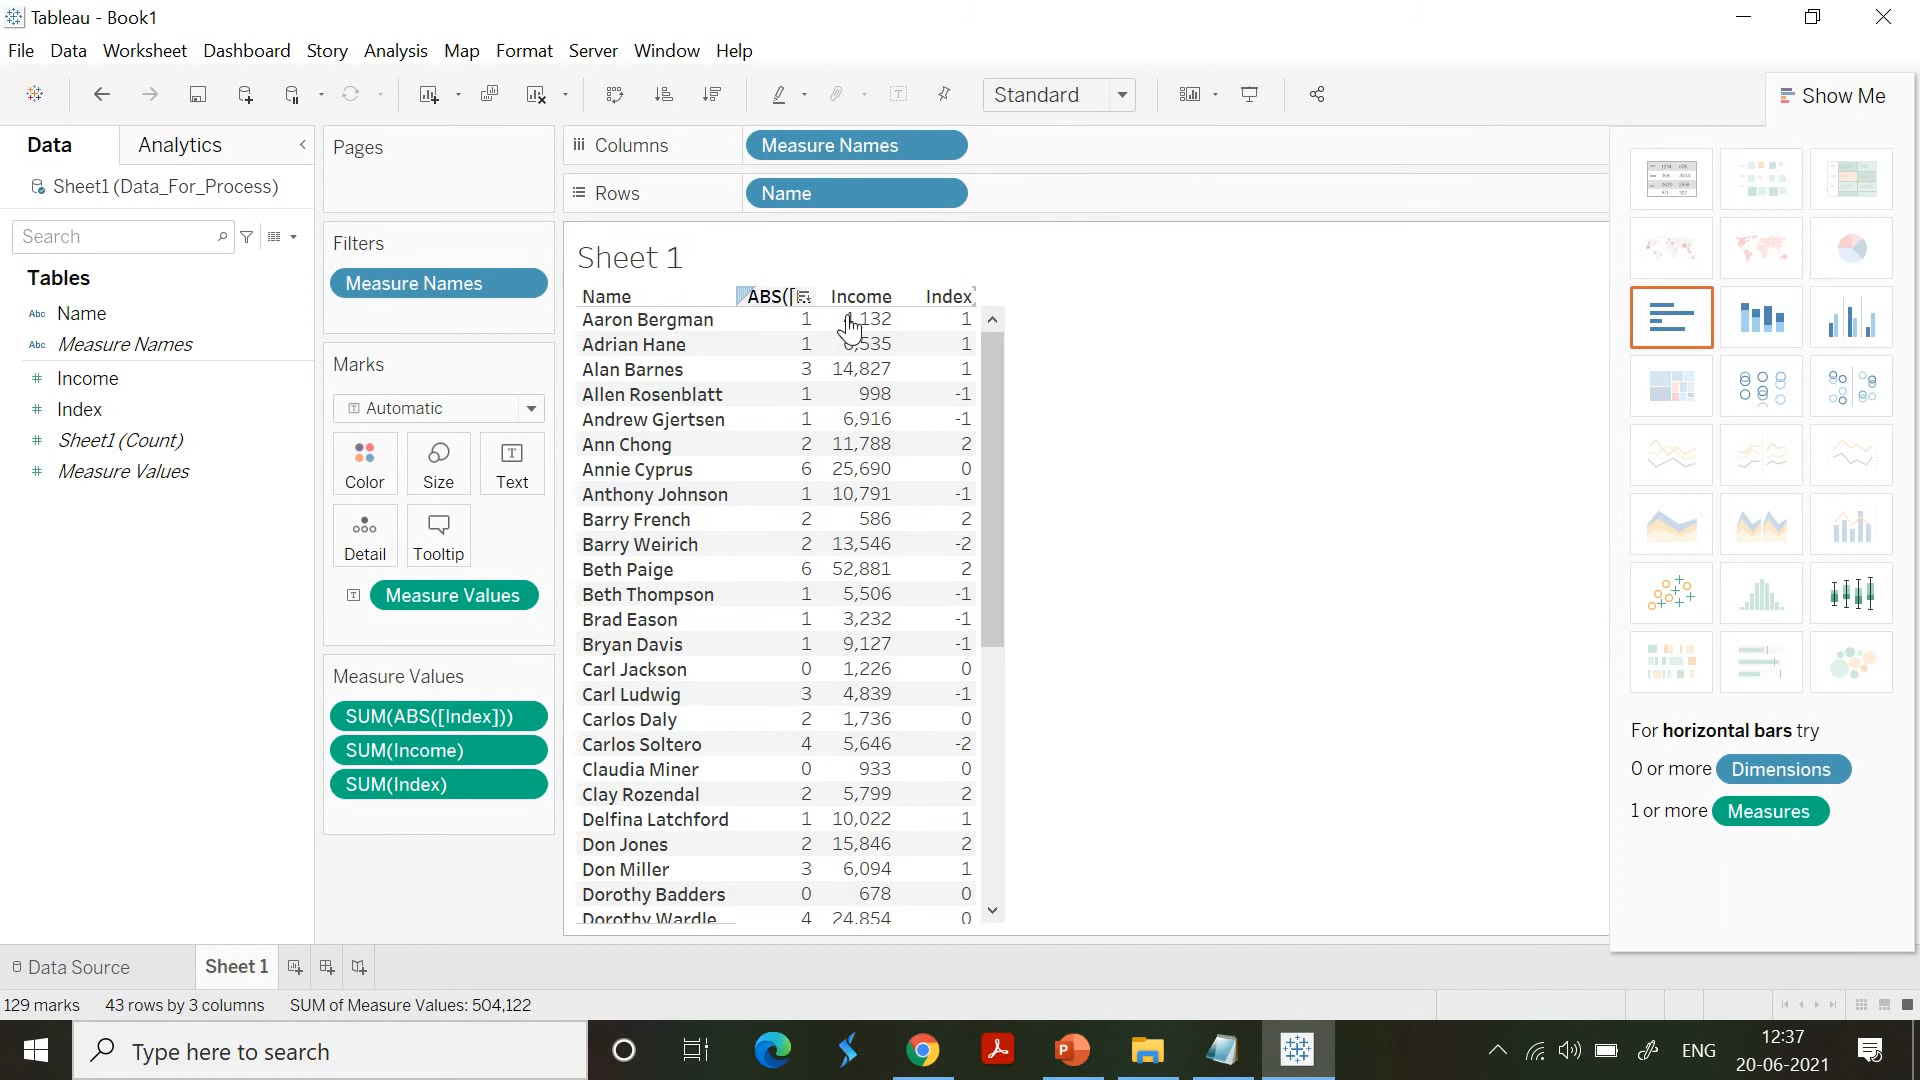 Tableau - Book1
File Data Worksheet Dashboard Story Analysis Map Format Server Window Help
Standard
Show Me
Data
Analytics
Sheet1 (Data_For_Process)
Search
Tables
Abc Name
Abc Measure Names
# Income
# Index
# Sheet1 (Count)
# Measure Values
Pages
Filters
Measure Names
Marks
Automatic
Color
Size
Text
Detail
Tooltip
Measure Values
Measure Values
SUM(ABS([Index]))
SUM(Income)
SUM(Index)
Columns
Measure Names
Rows
Name
Sheet 1
Name ABS([ Income Index
Aaron Bergman 1 ,132 1
Adrian Hane 1 ,535 1
Alan Barnes 3 14,827 1
Allen Rosenblatt 1 998 -1
Andrew Gjertsen 1 6,916 -1
Ann Chong 2 11,788 2
Annie Cyprus 6 25,690 0
Anthony Johnson 1 10,791 -1
Barry French 2 586 2
Barry Weirich 2 13,546 -2
Beth Paige 6 52,881 2
Beth Thompson 1 5,506 -1
Brad Eason 1 3,232 -1
Bryan Davis 1 9,127 -1
Carl Jackson 0 1,226 0
Carl Ludwig 3 4,839 -1
Carlos Daly 2 1,736 0
Carlos Soltero 4 5,646 -2
Claudia Miner 0 933 0
Clay Rozendal 2 5,799 2
Delfina Latchford 1 10,022 1
Don Jones 2 15,846 2
Don Miller 3 6,094 1
Dorothy Badders 0 678 0
Dorothy Wardle 4 24,854 0
For horizontal bars try
0 or more Dimensions
1 or more Measures
Data Source
Sheet 1
129 marks 43 rows by 3 columns SUM of Measure Values: 504,122
Type here to search
ENG
12:37
20-06-2021